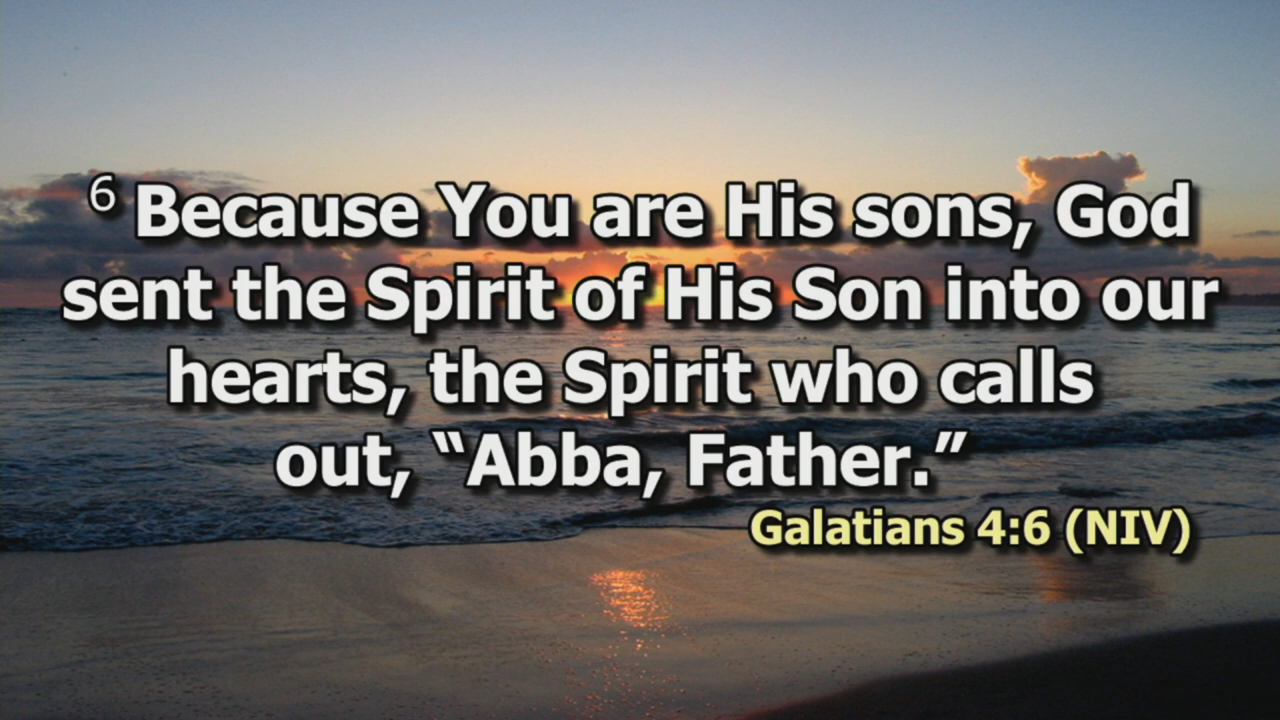 6 Because You are His sons, God
sent the Spirit of His Son into our
hearts, the Spirit who calls
out, “Abba, Father.”
Galatians 4:6 (NIV)